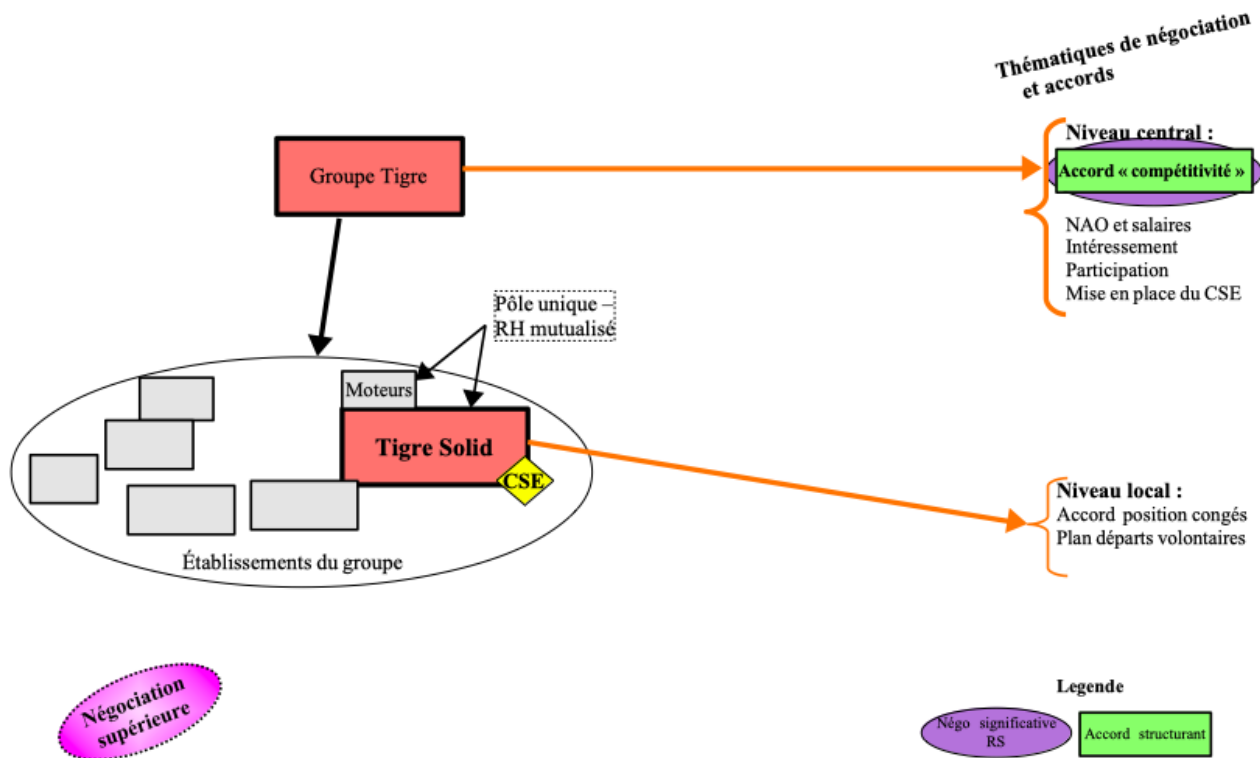 Thématiques de négociation
et accords
Niveau central :
Groupe Tigre
Accord « compétitivité »
NAO et salaires
Intéressement
Participation
Mise en place du CSE
Pôle unique –
RH mutualisé
Moteurs
Tigre Solid
CSE
Niveau local :
Accord position congés
Plan départs volontaires
Établissements du groupe
Négociation
supérieure
Legende
Négo significative
RS
Accord structurant